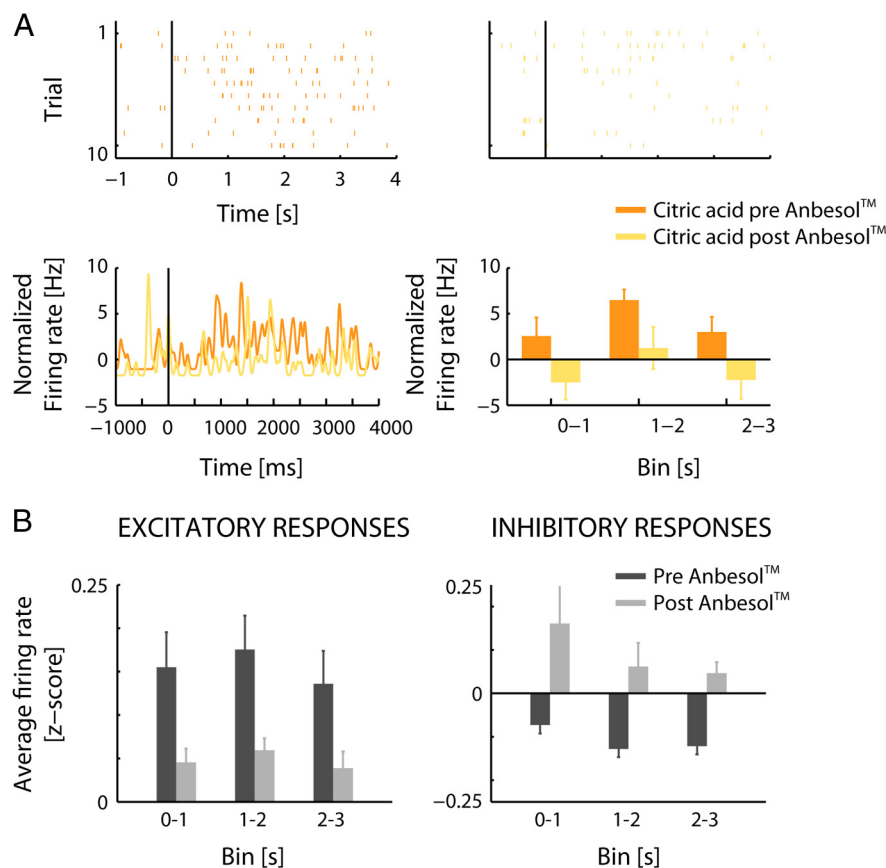 A
1
Trial
10
−1 0 1 2 3 4
Time [s]
Citric acid pre Anbesol™
Citric acid post Anbesol™
10
5
0
−5
Normalized
Firing rate [Hz]
−1000 0 1000 2000 3000 4000
Time [ms]
10
5
0
−5
Normalized
Firing rate [Hz]
0−1 1−2 2−3
Bin [s]
B
EXCITATORY RESPONSES
0.25
0
Average firing rate
[z−score]
0-1 1-2 2-3
Bin [s]
INHIBITORY RESPONSES
Pre Anbesol™
Post Anbesol™
0.25
0
−0.25
0-1 1-2 2-3
Bin [s]